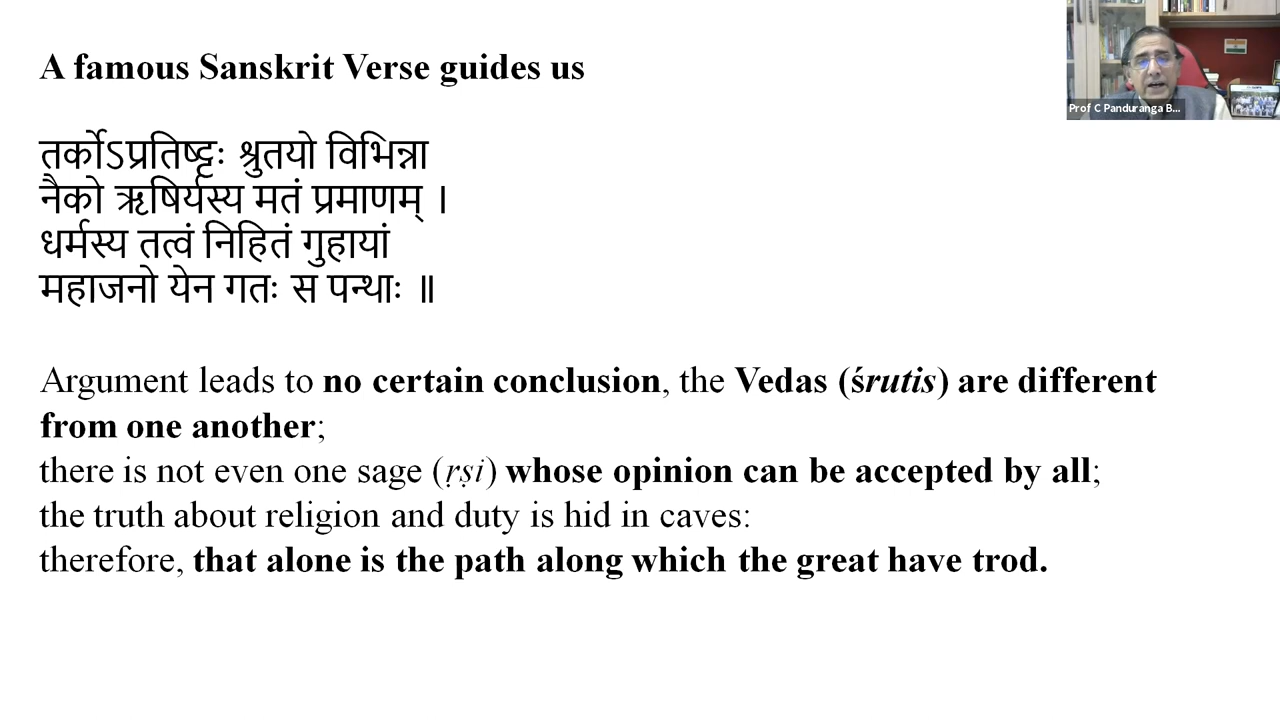 A famous Sanskrit Verse guides us
तर्कोऽप्रतिष्ट्टः श्रुतयो विभिन्ना
नैको ऋषिर्यस्य मतं प्रमाणम् ।
धर्मस्य तत्वं निहितं गुहायां
महाजनो येन गतः स पन्थाः ॥
Argument leads to no certain conclusion, the Vedas (śrutis) are different
from one another;
there is not even one sage (ṛṣi) whose opinion can be accepted by all;
the truth about religion and duty is hid in caves:
therefore, that alone is the path along which the great have trod.
Prof C Panduranga B...